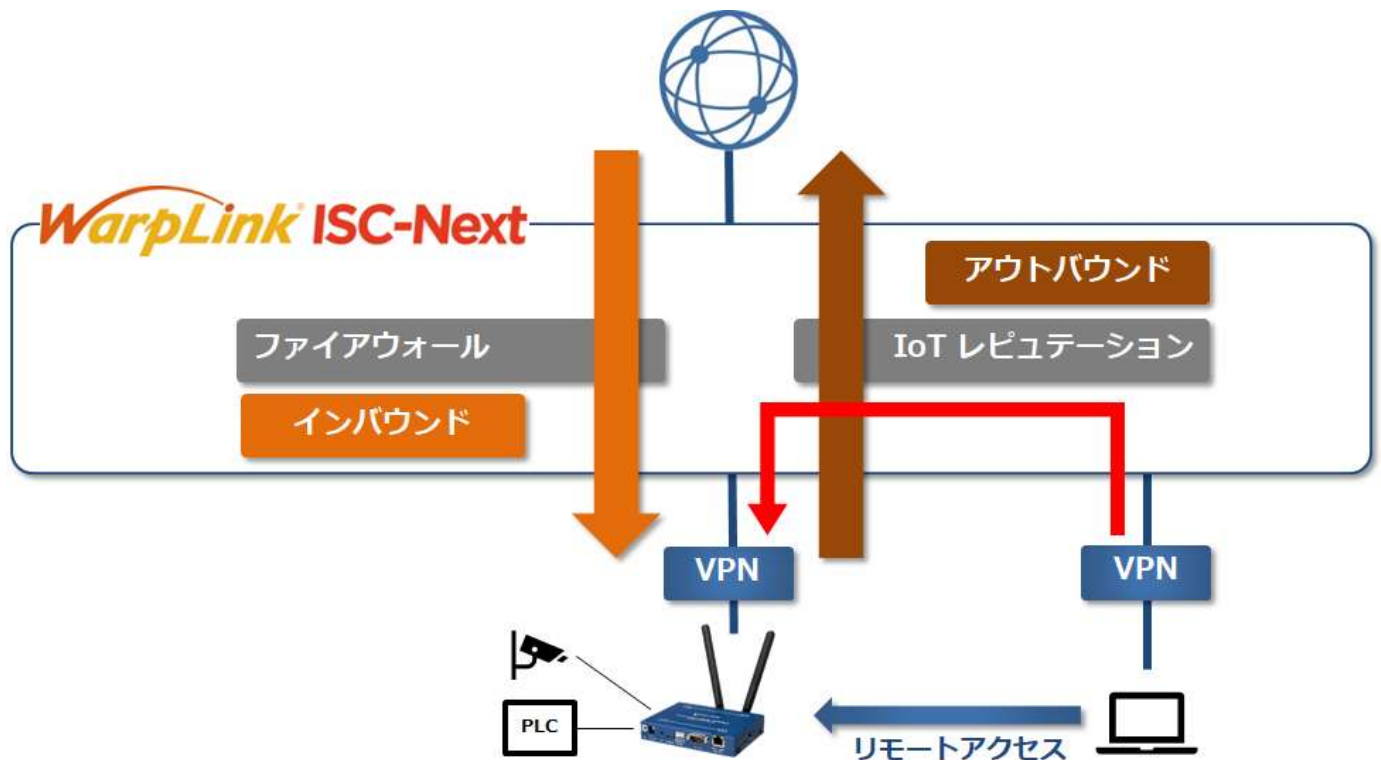 WarpLink® ISC-Next
アウトバウンド
ファイアウォール
IoT レピュテーション
インバウンド
VPN
VPN
PLC
リモートアクセス